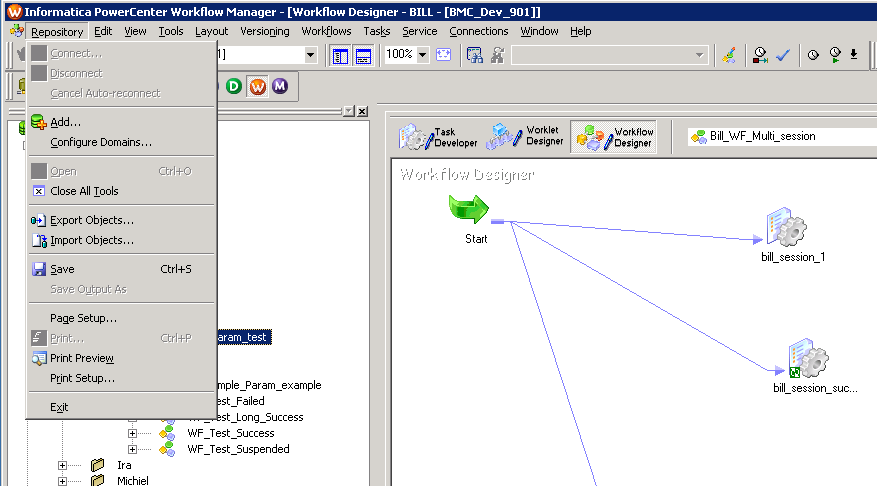 Informatica PowerCenter Workflow Manager - [Workflow Designer - BILL - [BMC_Dev_901]]
Repository Edit View Tools Layout Versioning Workflows Tasks Service Connections Window Help
1] 100%
D W M
Connect...
Disconnect
Cancel Auto-reconnect
Add...
Configure Domains...
Open Ctrl+O
Close All Tools
Export Objects...
Import Objects...
Save Ctrl+S
Save Output As
Page Setup...
Print... Ctrl+P
Print Preview
Print Setup...
Exit
aram_test
mple_Param_example
est_Failed
WF_Test_Long_Success
WF_Test_Success
WF_Test_Suspended
Ira
Michiel
Task Developer
Worklet Designer
Workflow Designer
Bill_WF_Multi_session
Workflow Designer
Start
bill_session_1
bill_session_suc...